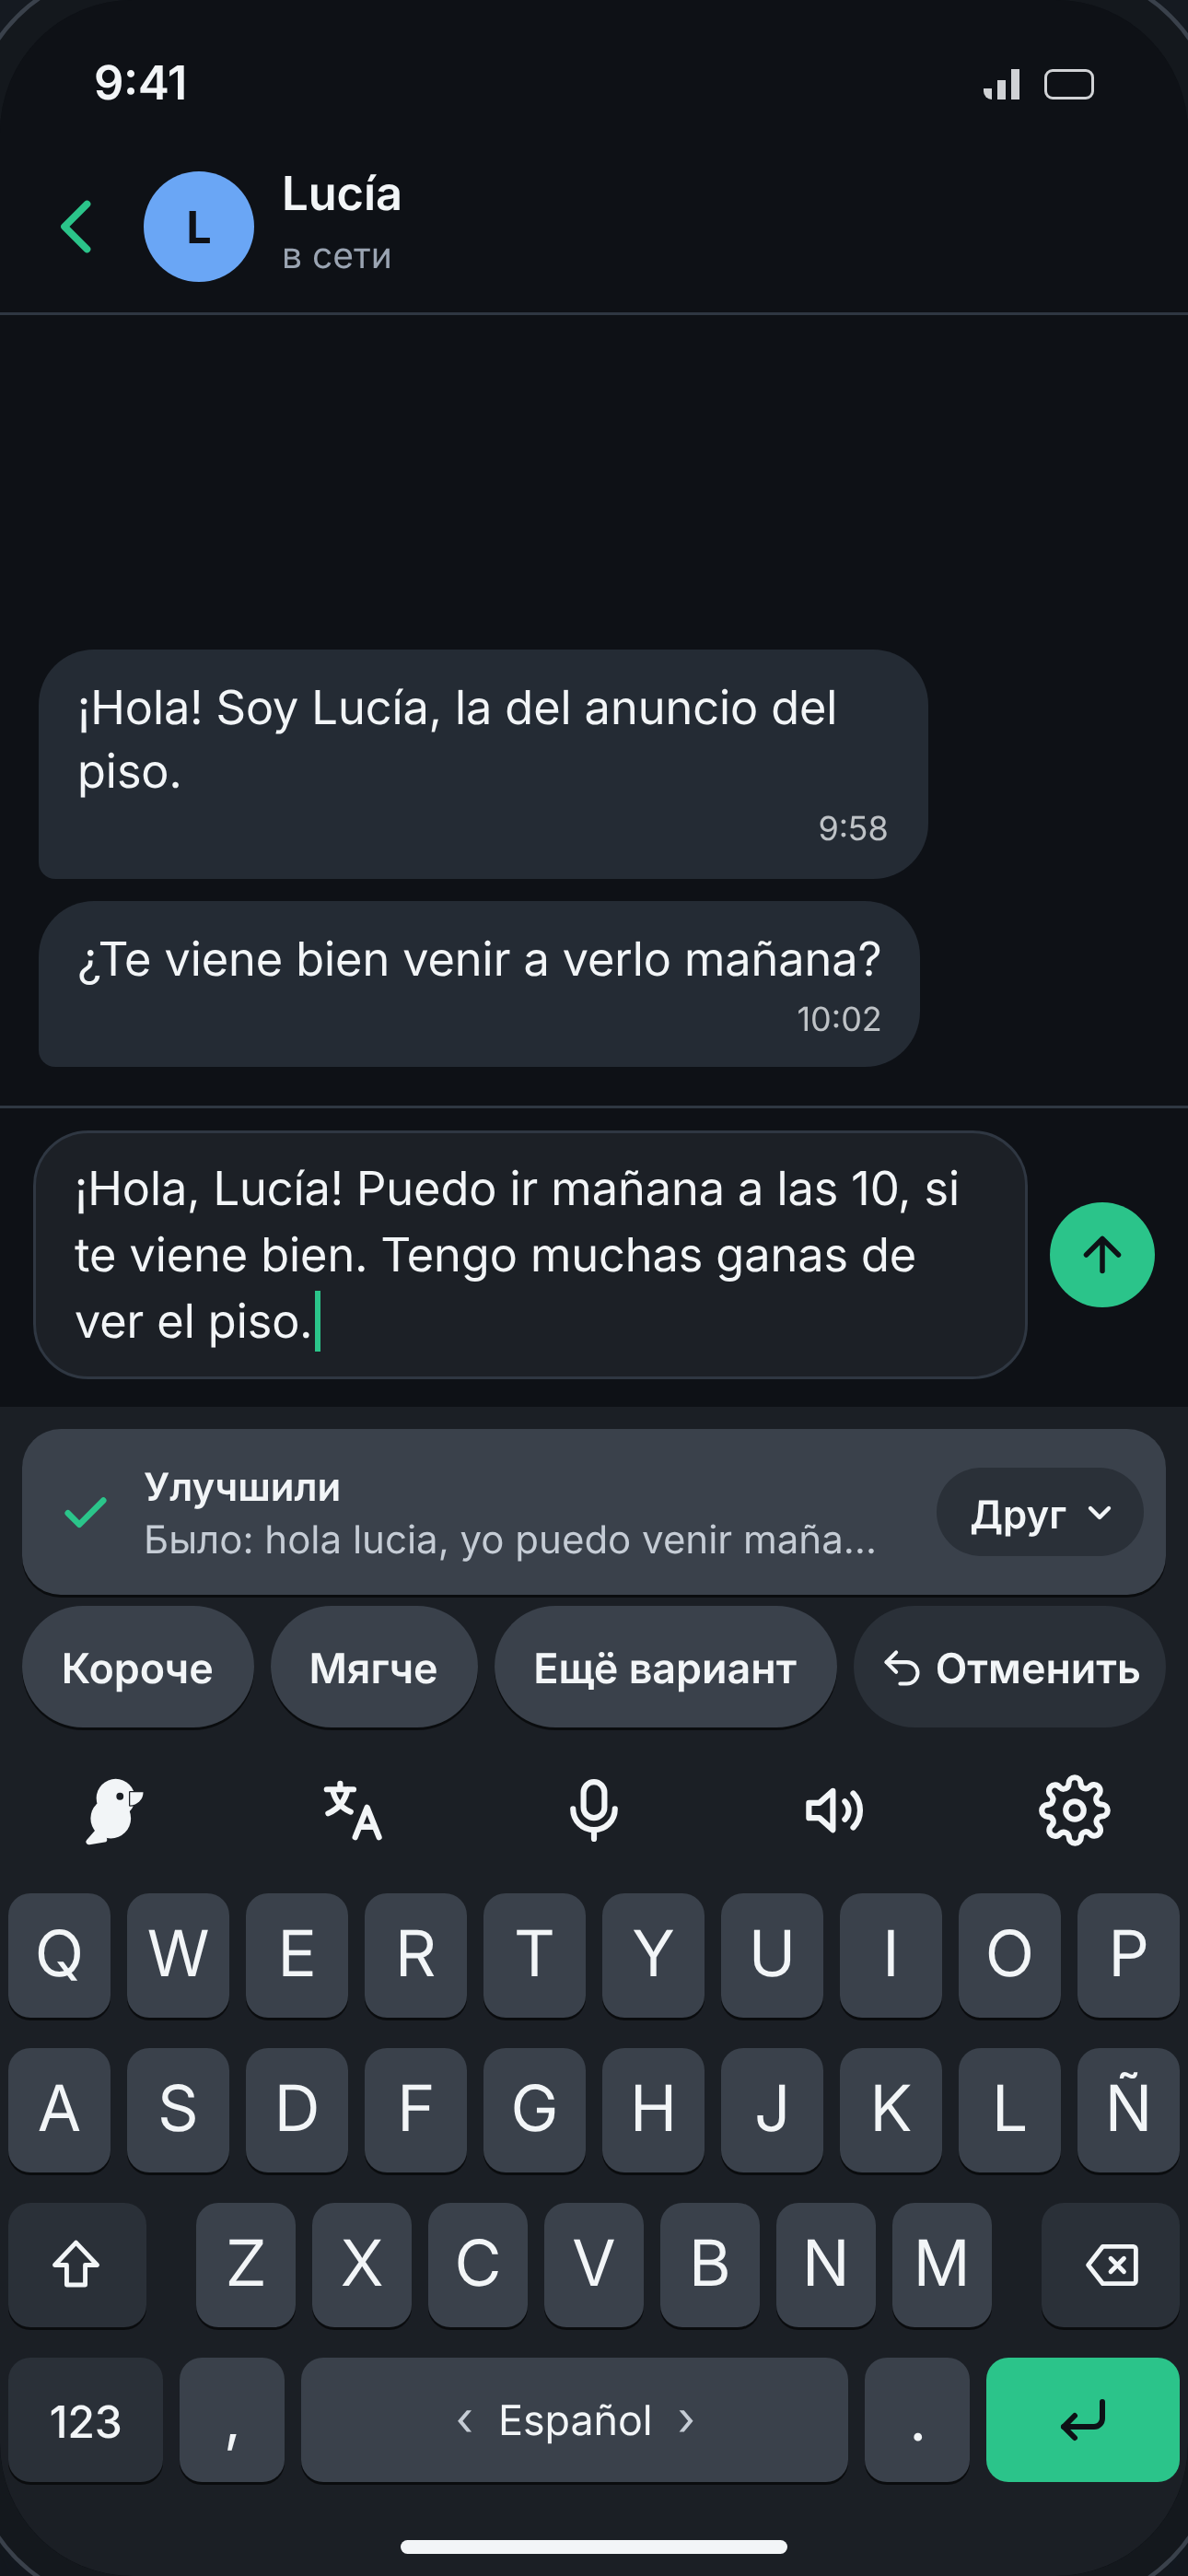 9:41
L
Lucía
в сети
¡Hola! Soy Lucía, la del anuncio del
piso.
9:58
¿Te viene bien venir a verlo mañana?
10:02
¡Hola, Lucía! Puedo ir mañana a las 10, si
te viene bien. Tengo muchas ganas de
ver el piso.
Улучшили
Было: hola lucia, yo puedo venir maña...
Друг
Короче Мягче Ещё вариант Отменить
Q W E R T Y U I O P
A S D F G H J K L Ñ
Z X C V B N M
123 , ‹ Español › .